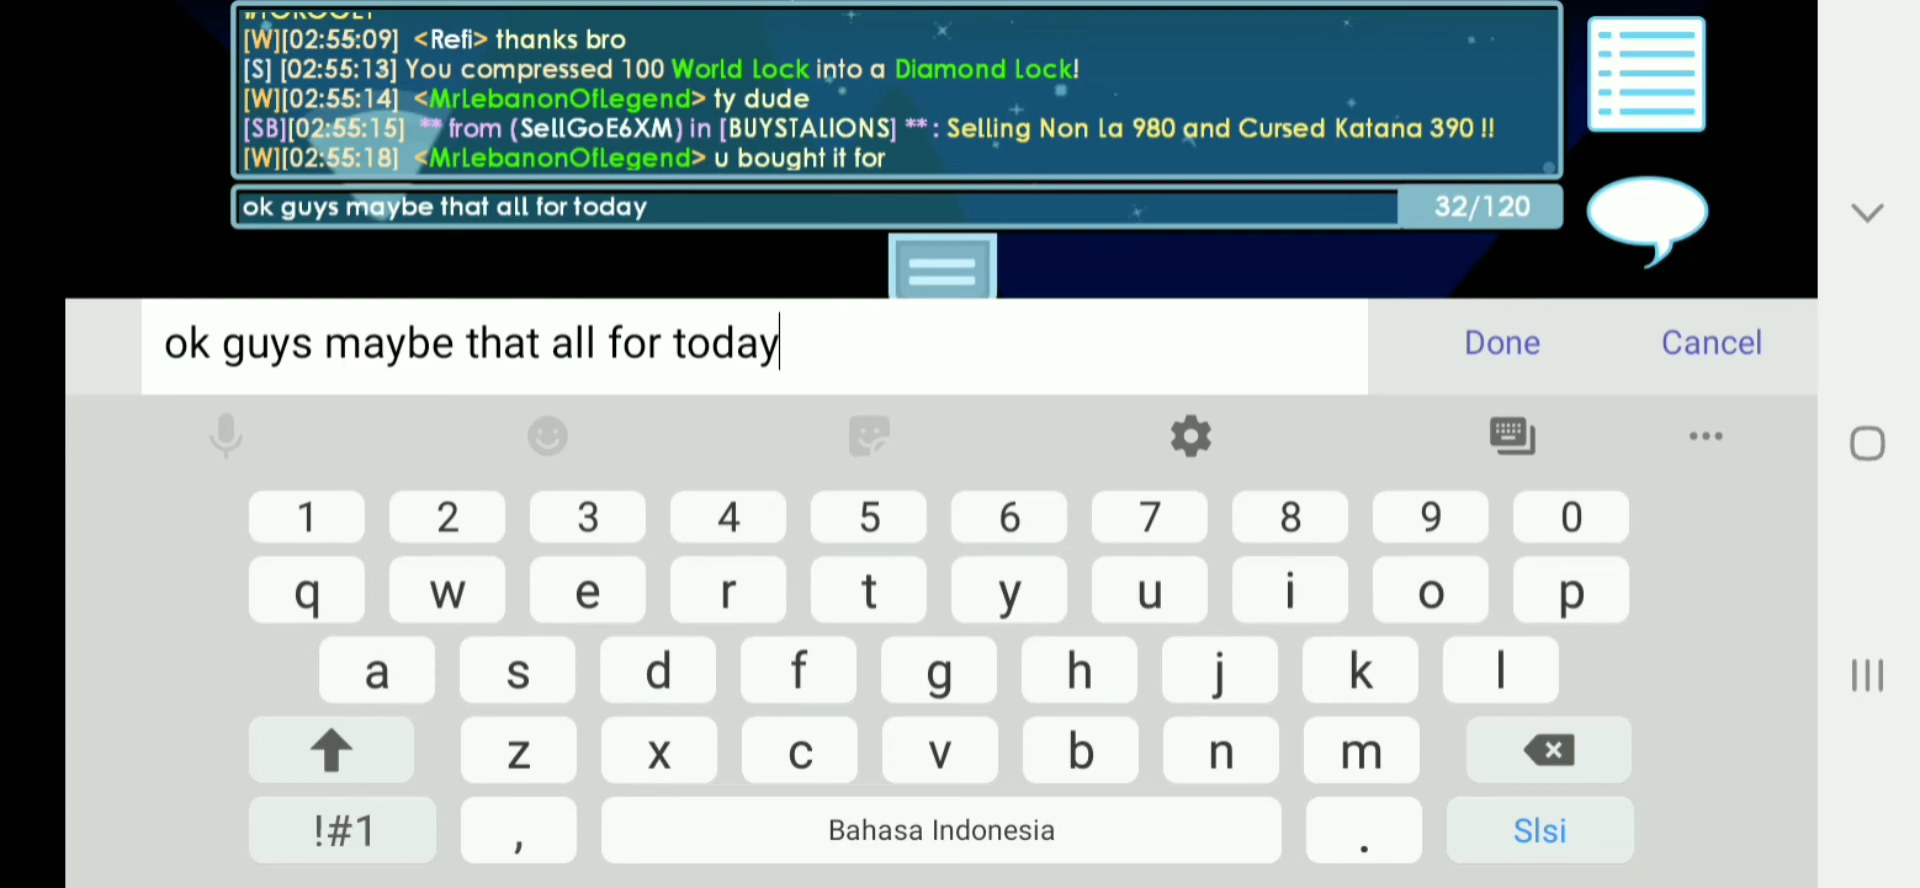 [W][02:55:09] <Refi> thanks bro
[S] [02:55:13] You compressed 100 World Lock into a Diamond Lock!
[W][02:55:14] <MrLebanonOfLegend> ty dude
[SB][02:55:15] ** from (SellGoE6XM) in [BUYSTALIONS] ** : Selling Non La 980 and Cursed Katana 390 !!
[W][02:55:18] <MrLebanonOfLegend> u bought it for
ok guys maybe that all for today 32/120
ok guys maybe that all for today Done Cancel
1 2 3 4 5 6 7 8 9 0
q w e r t y u i o p
a s d f g h j k l
z x c v b n m
!#1 , Bahasa Indonesia . Slsi